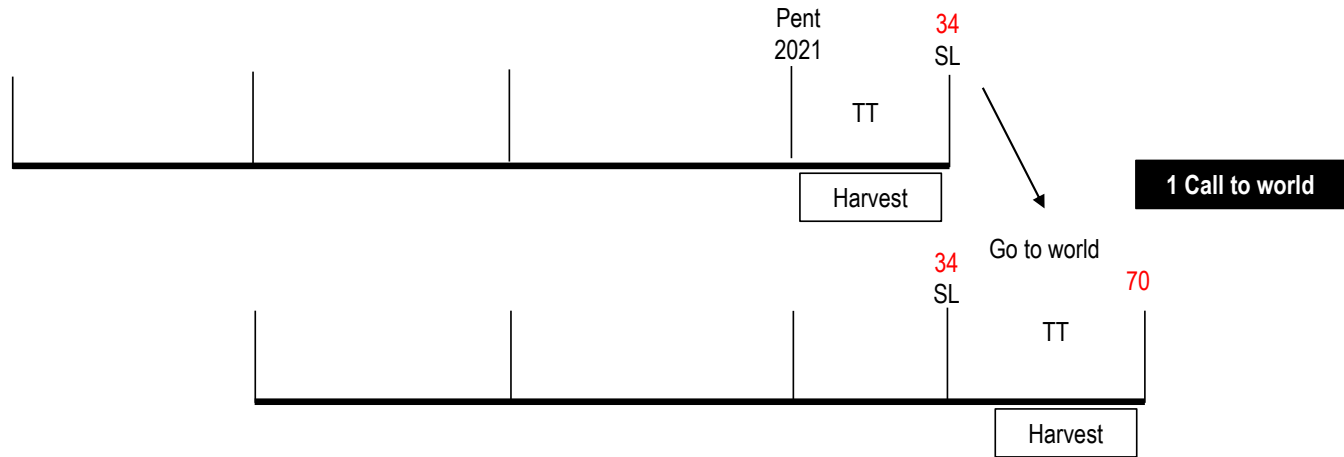 Pent
2021
34
SL
TT
Harvest
1 Call to world
Go to world
34
SL
70
TT
Harvest